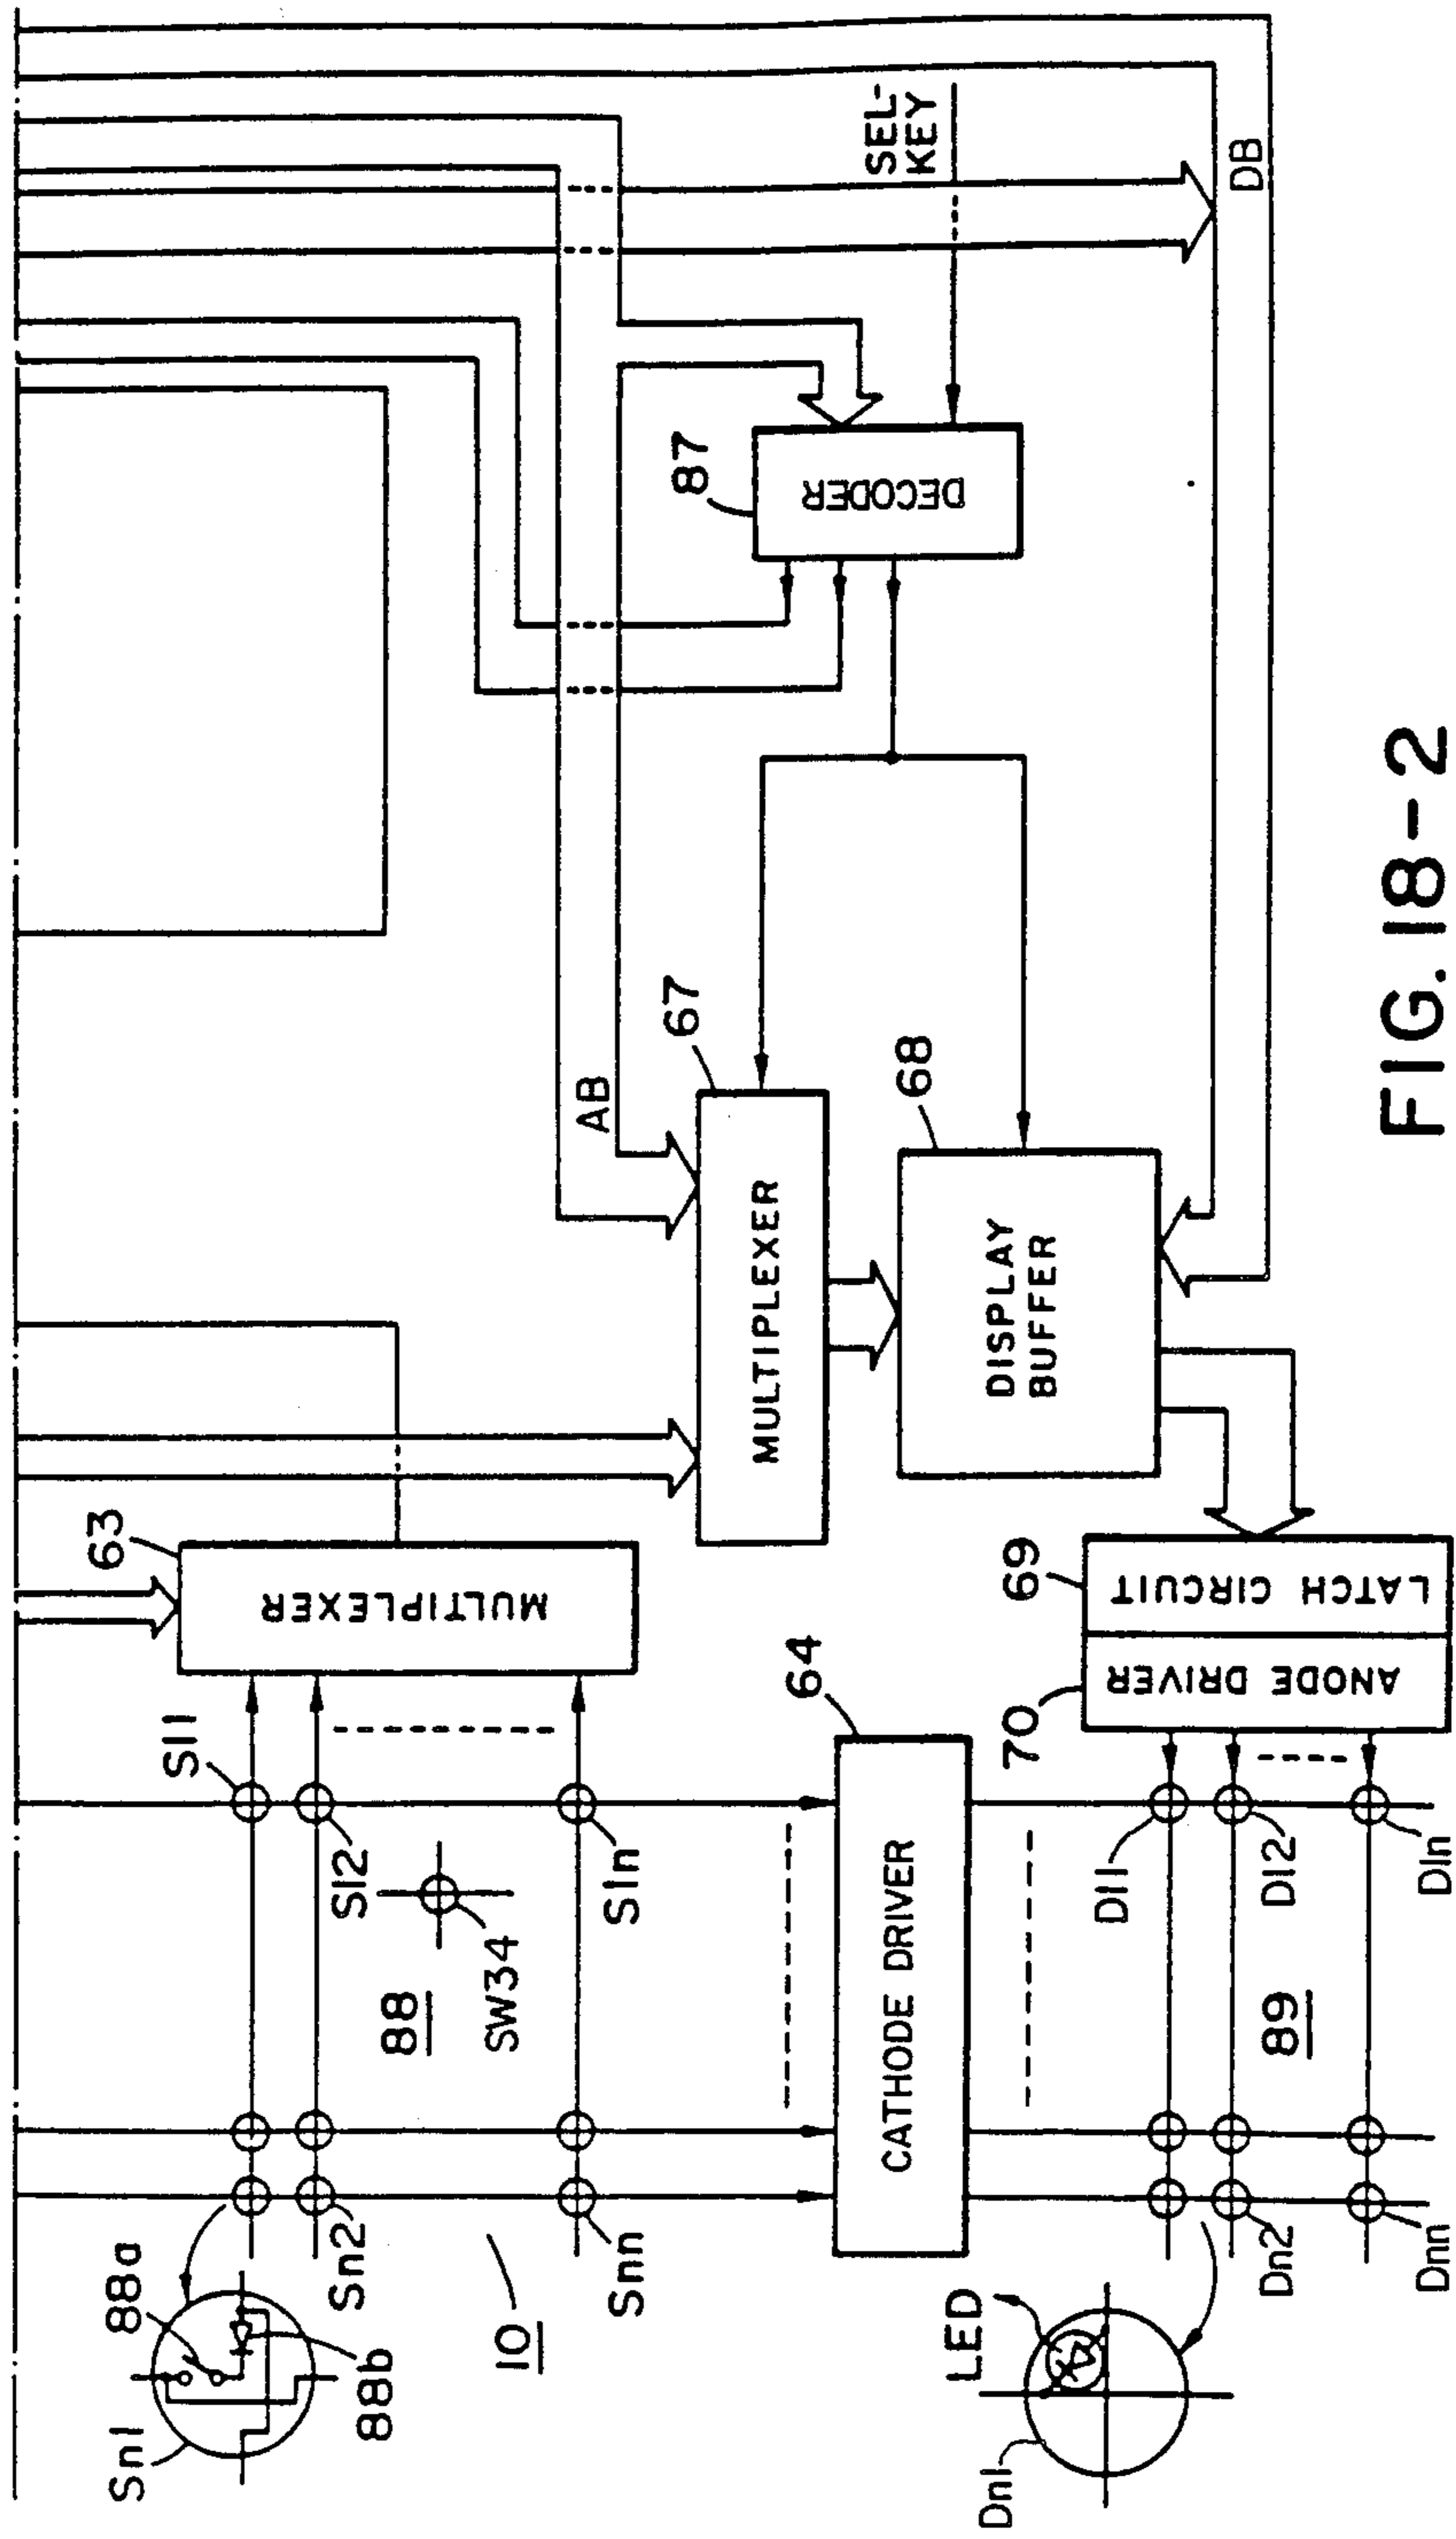 Sn1
88a
88b
Sn2
Snn
10
88
SW34
S11
S12
S1n
63
MULTIPLEXER
64
CATHODE DRIVER
AB
67
MULTIPLEXER
68
DISPLAY
BUFFER
87
DECODER
SEL-
KEY
DB
69
LATCH CIRCUIT
70
ANODE DRIVER
D11
D12
D1n
89
Dn1
LED
Dn2
Dnn
FIG. 18-2